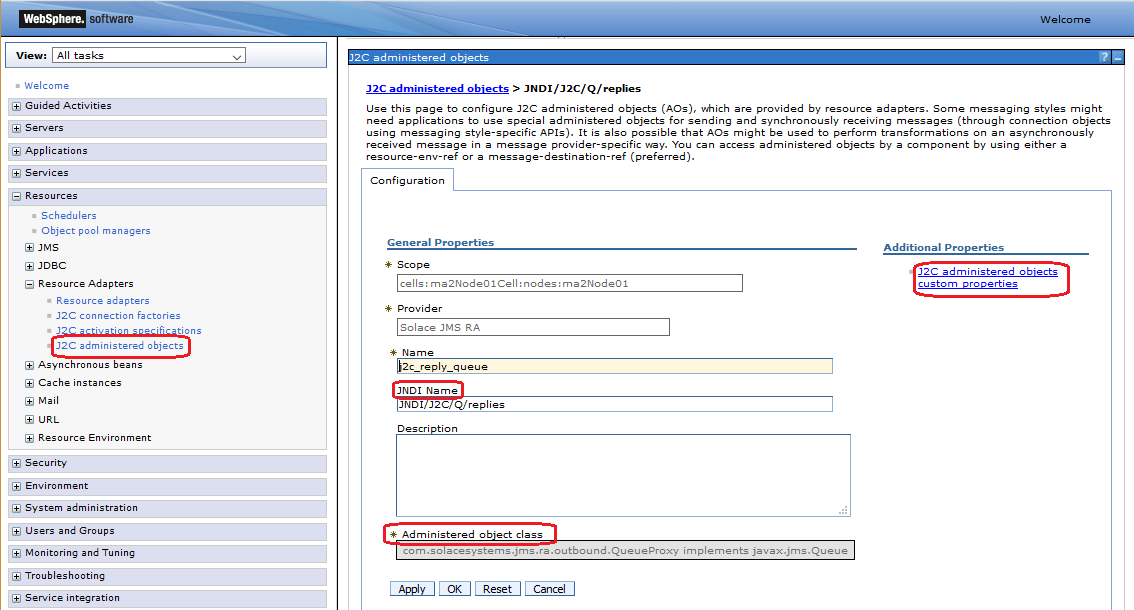 WebSphere. software
Welcome
View: All tasks
Welcome
Guided Activities
Servers
Applications
Services
Resources
Schedulers
Object pool managers
JMS
JDBC
Resource Adapters
Resource adapters
J2C connection factories
J2C activation specifications
J2C administered objects
Asynchronous beans
Cache instances
Mail
URL
Resource Environment
Security
Environment
System administration
Users and Groups
Monitoring and Tuning
Troubleshooting
Service integration
J2C administered objects
? –
J2C administered objects > JNDI/J2C/Q/replies
Use this page to configure J2C administered objects (AOs), which are provided by resource adapters. Some messaging styles might
need applications to use special administered objects for sending and synchronously receiving messages (through connection objects
using messaging style-specific APIs). It is also possible that AOs might be used to perform transformations on an asynchronously
received message in a message provider-specific way. You can access administered objects by a component by using either a
resource-env-ref or a message-destination-ref (preferred).
Configuration
General Properties
* Scope
cells:ma2Node01Cell:nodes:ma2Node01
* Provider
Solace JMS RA
* Name
j2c_reply_queue
JNDI Name
JNDI/J2C/Q/replies
Description
* Administered object class
com.solacesystems.jms.ra.outbound.QueueProxy implements javax.jms.Queue
Apply OK Reset Cancel
Additional Properties
J2C administered objects
custom properties